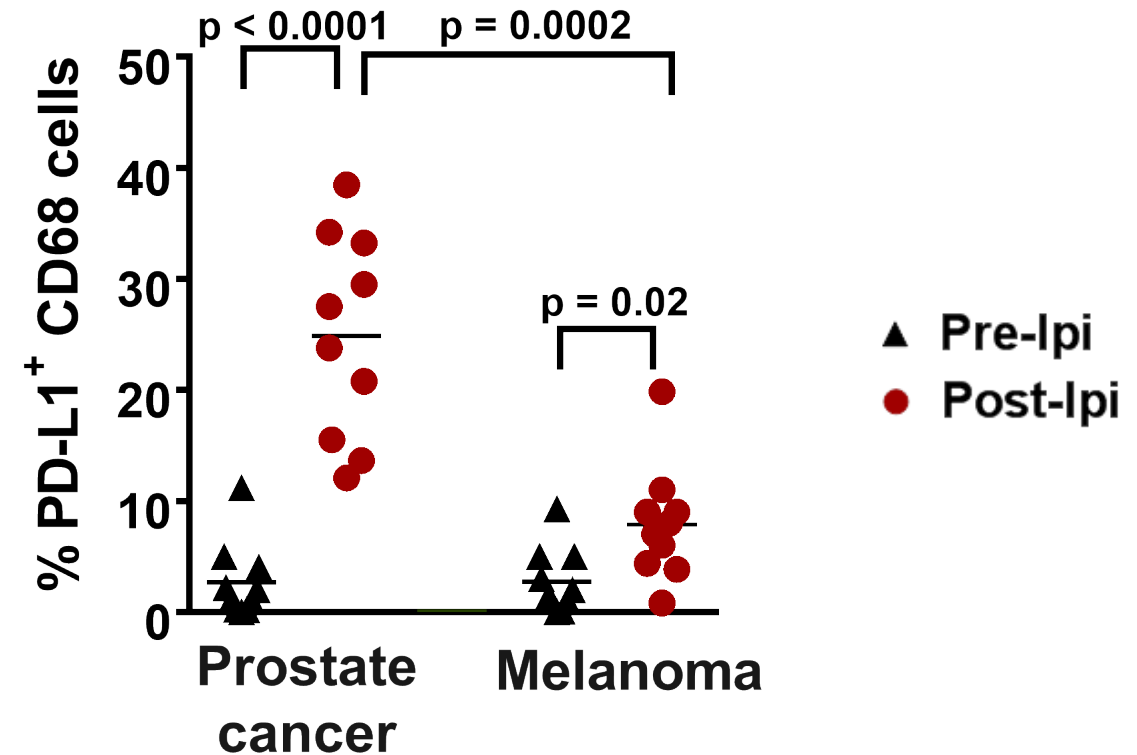 p < 0.0001
p = 0.0002
% PD-L1+ CD68 cells
50
40
30
20
10
0
p = 0.02
Pre-Ipi
Post-Ipi
Prostate
cancer
Melanoma